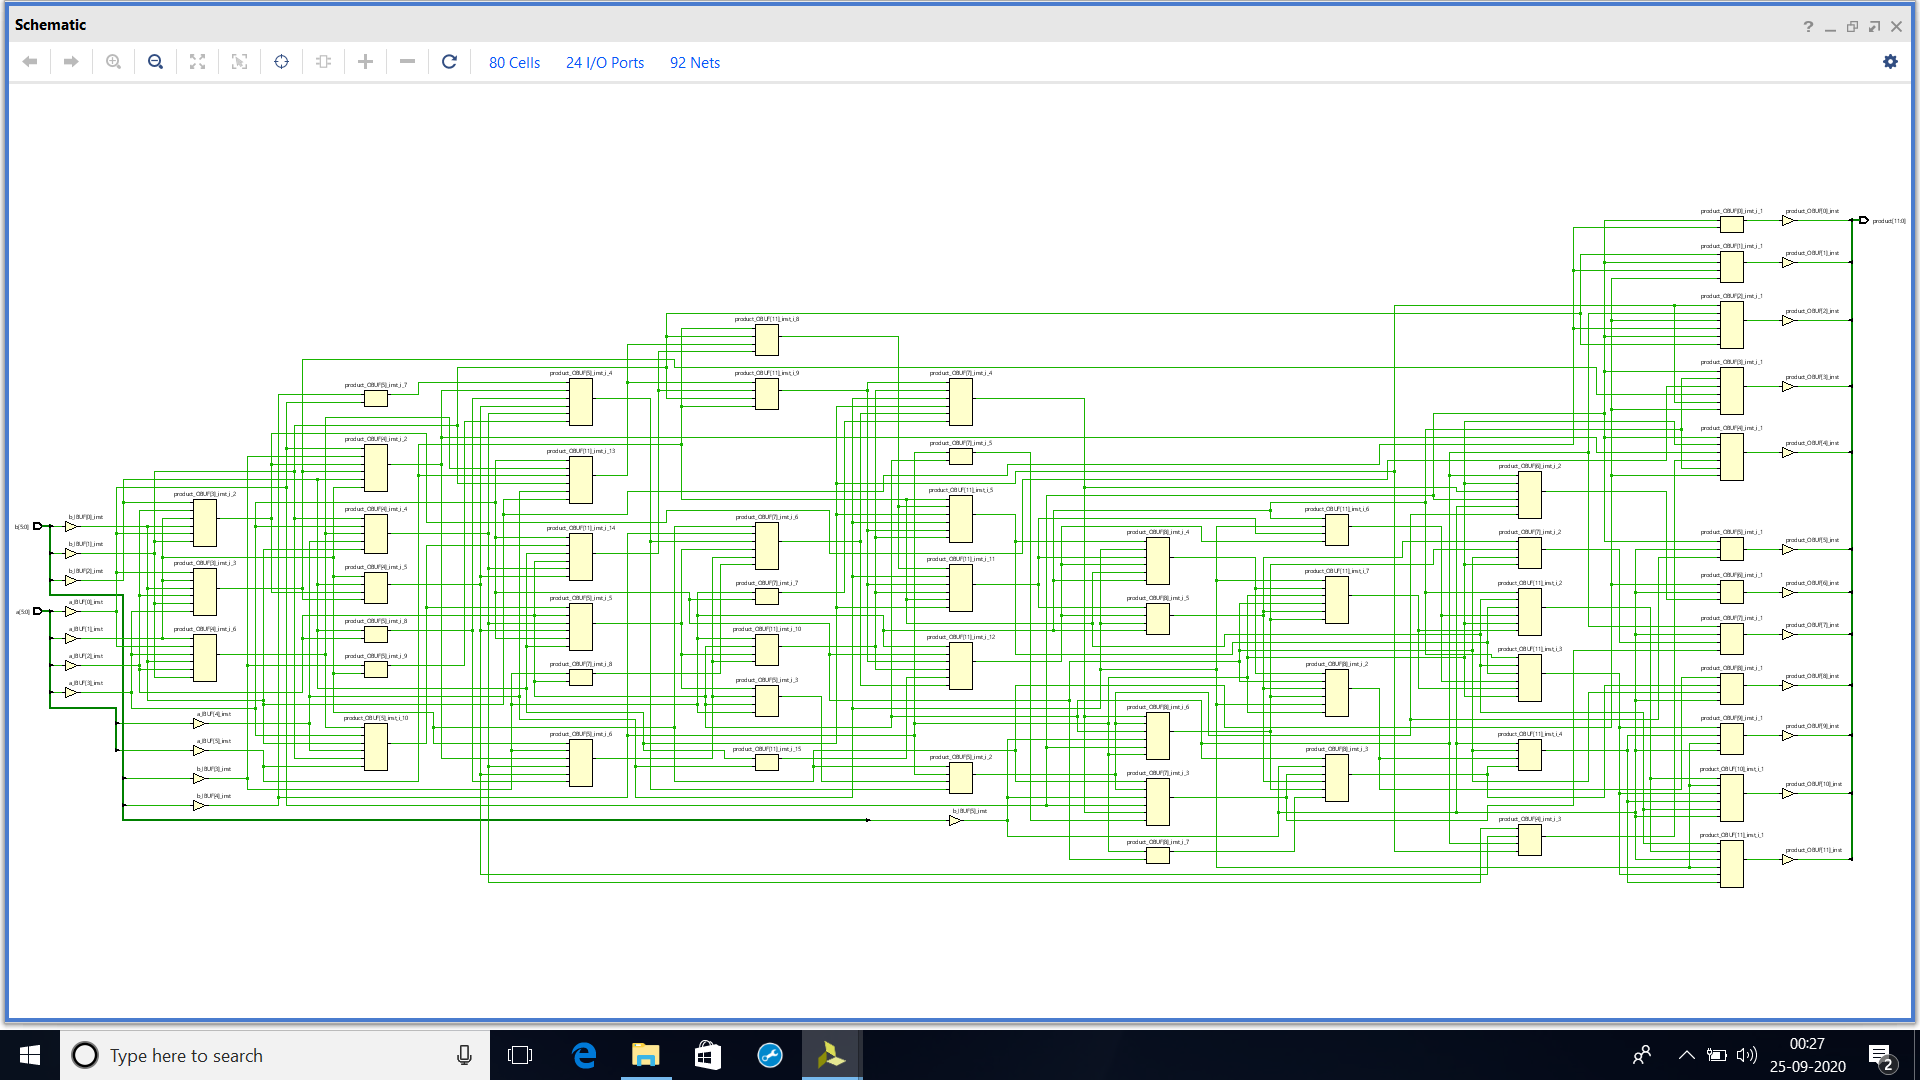 Schematic
80 Cells
24 I/O Ports
92 Nets
product_OBUF[0]_inst_i_1
product_OBUF[0]_inst
product[11:0]
product_OBUF[1]_inst_i_1
product_OBUF[1]_inst
product_OBUF[2]_inst_i_1
product_OBUF[2]_inst
product_OBUF[11]_inst_i_8
product_OBUF[3]_inst_i_1
product_OBUF[3]_inst
product_OBUF[5]_inst_i_7
product_OBUF[5]_inst_i_4
product_OBUF[11]_inst_i_9
product_OBUF[7]_inst_i_4
product_OBUF[4]_inst_i_2
product_OBUF[11]_inst_i_13
product_OBUF[7]_inst_i_5
product_OBUF[4]_inst_i_1
product_OBUF[4]_inst
product_OBUF[6]_inst_i_2
product_OBUF[3]_inst_i_2
product_OBUF[11]_inst_i_5
product_OBUF[4]_inst_i_4
product_OBUF[11]_inst_i_6
b_IBUF[0]_inst
b[5:0]
product_OBUF[11]_inst_i_14
product_OBUF[7]_inst_i_6
product_OBUF[8]_inst_i_4
product_OBUF[7]_inst_i_2
product_OBUF[5]_inst_i_1
product_OBUF[5]_inst
b_IBUF[1]_inst
product_OBUF[3]_inst_i_3
product_OBUF[4]_inst_i_5
product_OBUF[11]_inst_i_11
product_OBUF[11]_inst_i_7
b_IBUF[2]_inst
product_OBUF[7]_inst_i_7
product_OBUF[11]_inst_i_2
product_OBUF[6]_inst_i_1
product_OBUF[6]_inst
a_IBUF[0]_inst
a[5:0]
product_OBUF[5]_inst_i_5
product_OBUF[8]_inst_i_5
product_OBUF[4]_inst_i_6
product_OBUF[5]_inst_i_8
product_OBUF[11]_inst_i_10
product_OBUF[11]_inst_i_12
product_OBUF[7]_inst_i_1
product_OBUF[7]_inst
a_IBUF[1]_inst
a_IBUF[2]_inst
product_OBUF[5]_inst_i_9
product_OBUF[7]_inst_i_8
product_OBUF[8]_inst_i_2
product_OBUF[11]_inst_i_3
product_OBUF[8]_inst_i_1
product_OBUF[8]_inst
a_IBUF[3]_inst
product_OBUF[5]_inst_i_3
a_IBUF[4]_inst
product_OBUF[5]_inst_i_10
product_OBUF[8]_inst_i_6
product_OBUF[9]_inst_i_1
product_OBUF[9]_inst
a_IBUF[5]_inst
product_OBUF[5]_inst_i_6
product_OBUF[11]_inst_i_15
product_OBUF[5]_inst_i_2
product_OBUF[8]_inst_i_3
product_OBUF[11]_inst_i_4
b_IBUF[3]_inst
product_OBUF[7]_inst_i_3
product_OBUF[10]_inst_i_1
product_OBUF[10]_inst
b_IBUF[4]_inst
b_IBUF[5]_inst
product_OBUF[4]_inst_i_3
product_OBUF[8]_inst_i_7
product_OBUF[11]_inst_i_1
product_OBUF[11]_inst
Type here to search
00:27
25-09-2020
2